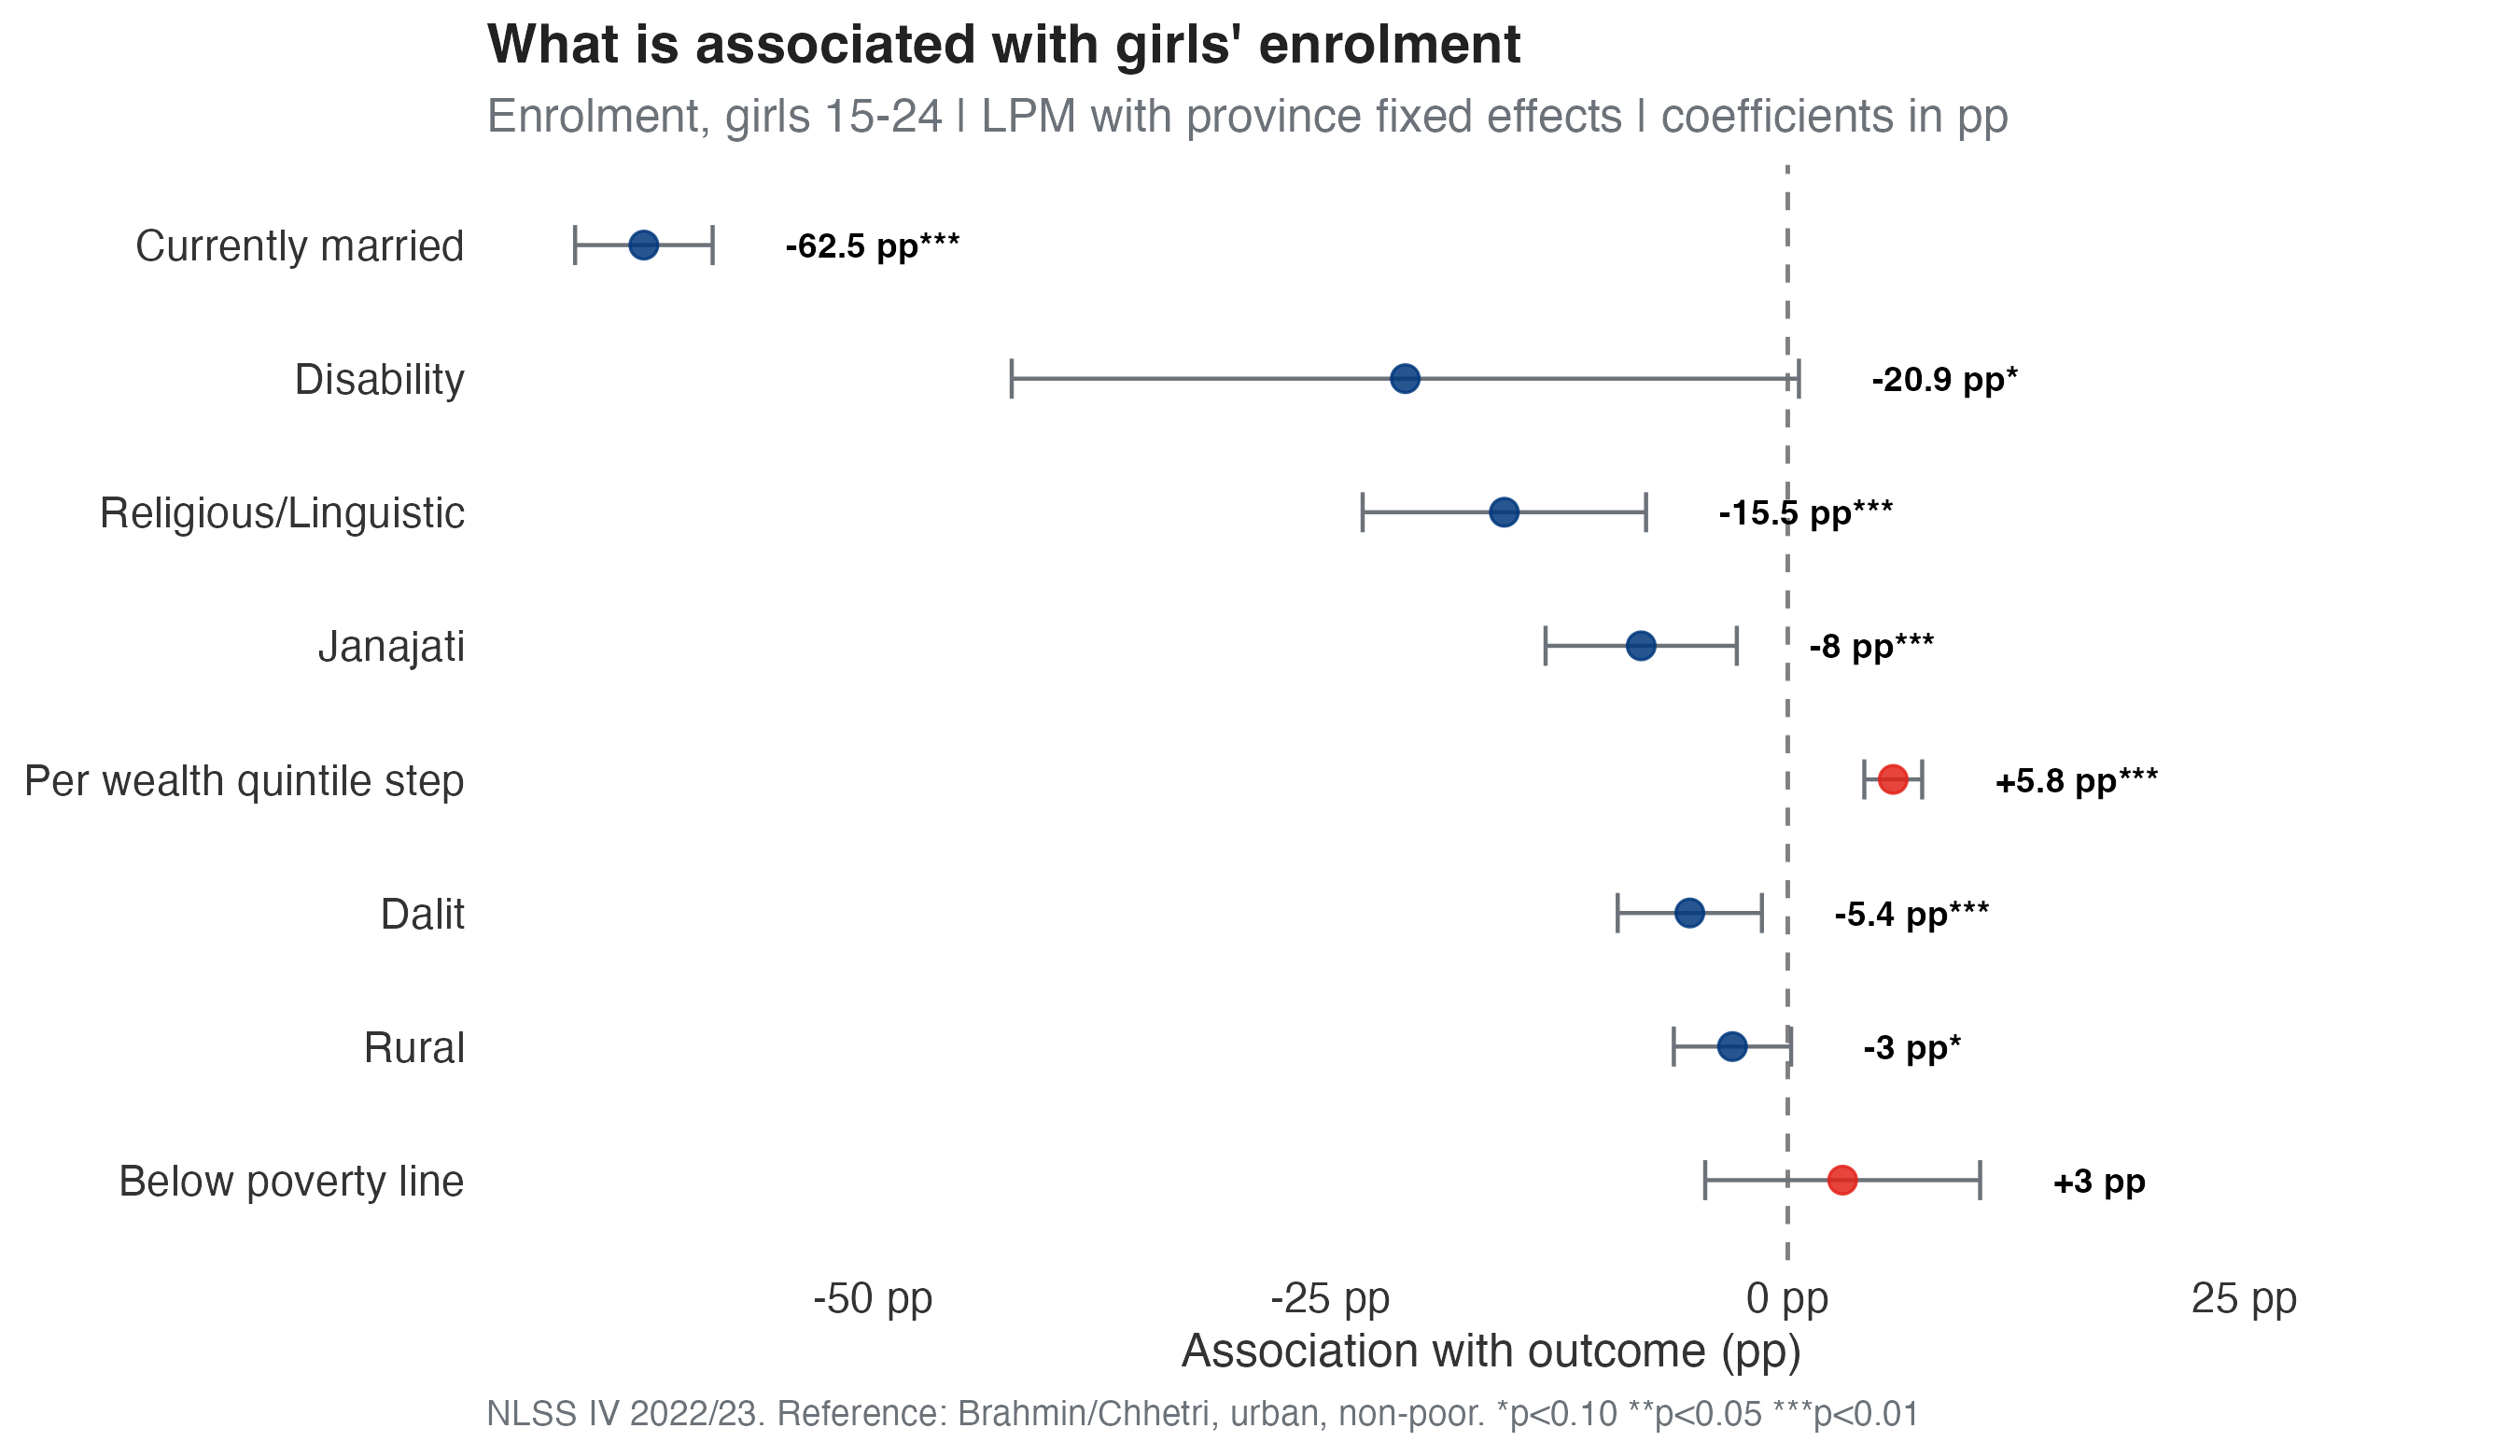 What is associated with girls' enrolment
Enrolment, girls 15-24 | LPM with province fixed effects | coefficients in pp
Currently married
-62.5 pp***
Disability
-20.9 pp*
Religious/Linguistic
-15.5 pp***
Janajati
-8 pp***
Per wealth quintile step
+5.8 pp***
Dalit
-5.4 pp***
Rural
-3 pp*
Below poverty line
+3 pp
-50 pp
-25 pp
0 pp
25 pp
Association with outcome (pp)
NLSS IV 2022/23. Reference: Brahmin/Chhetri, urban, non-poor. *p<0.10 **p<0.05 ***p<0.01